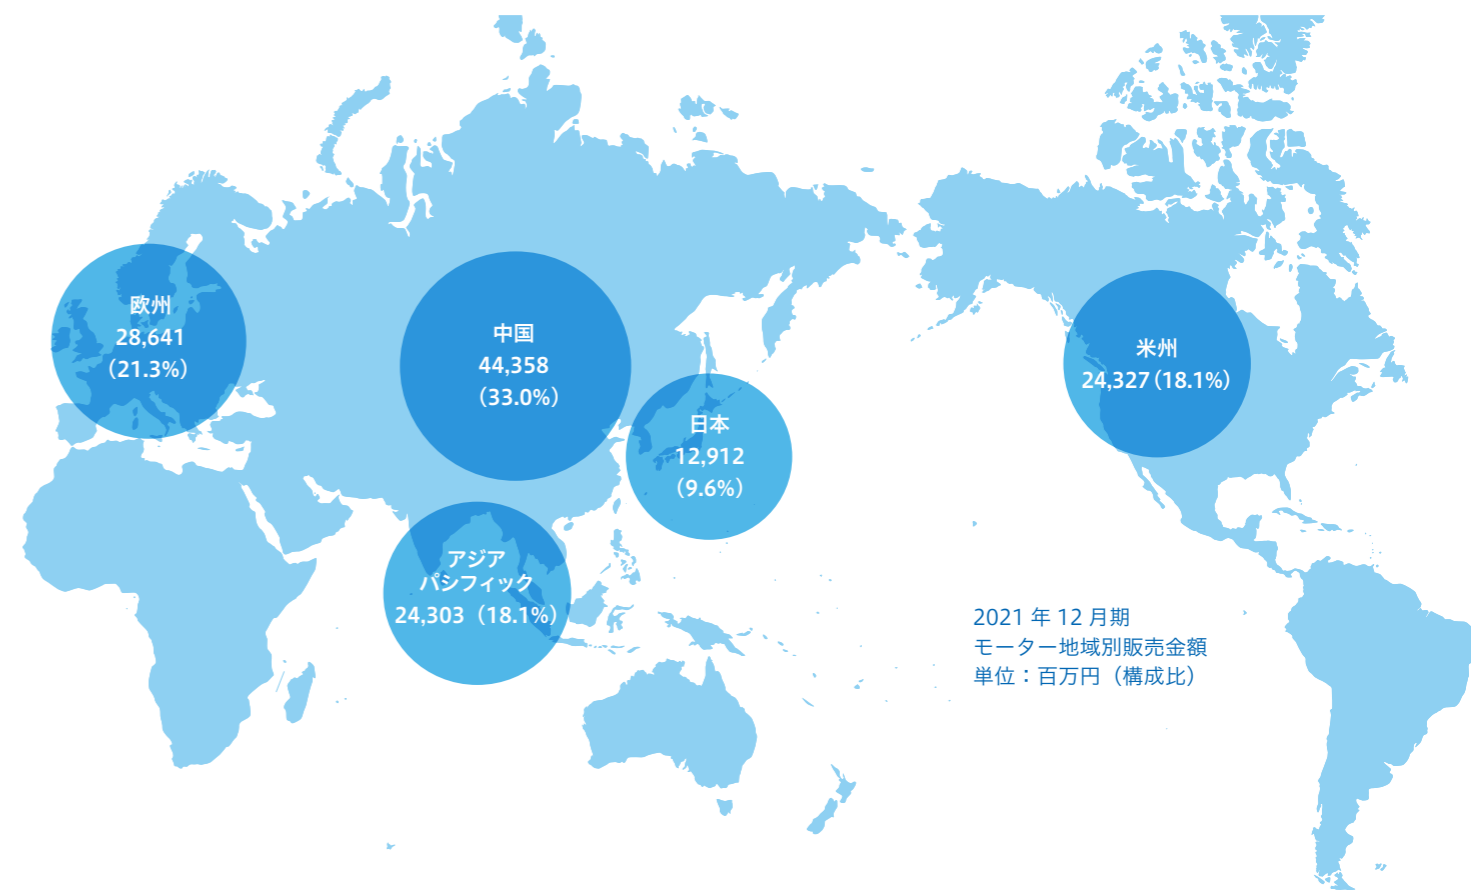 欧州
28,641
（21.3%）
中国
44,358
（33.0%）
日本
12,912
（9.6%）
米州
24,327（18.1%）
アジア
パシフィック
24,303（18.1%）
2021 年 12 月期
モーター地域別販売金額
単位：百万円（構成比）